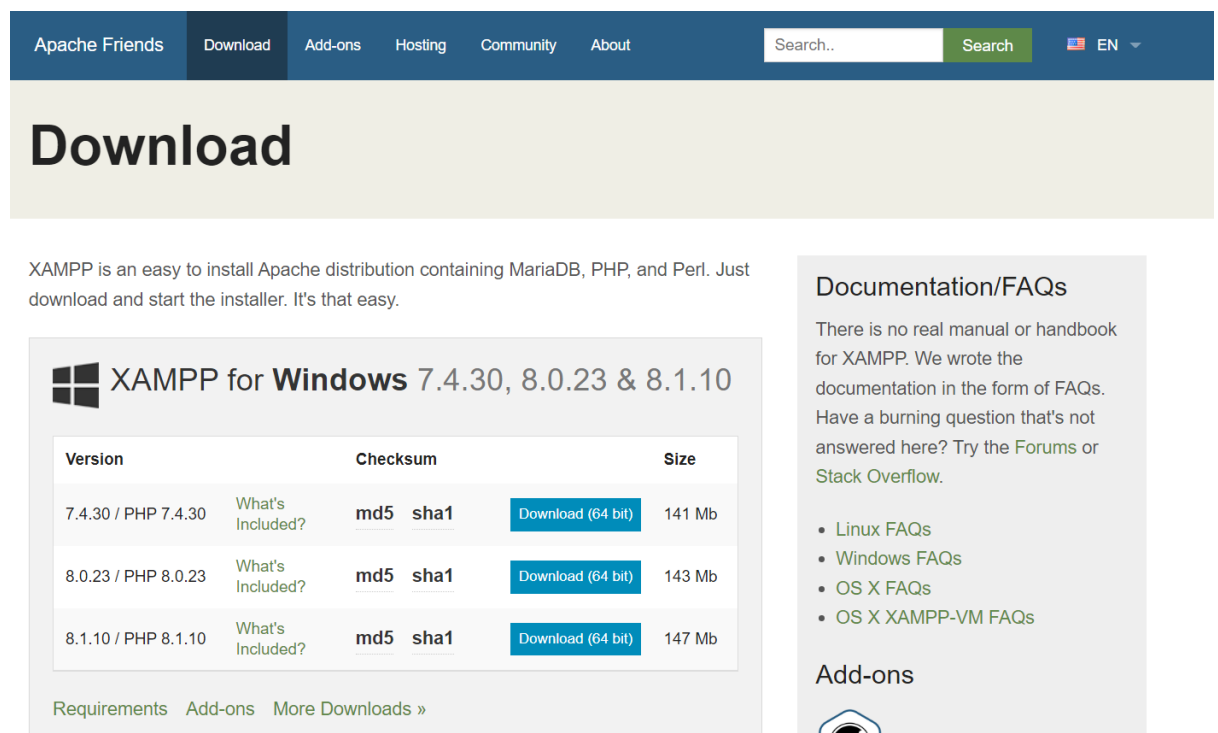 Apache Friends Download Add-ons Hosting Community About Search.. Search EN
Download
XAMPP is an easy to install Apache distribution containing MariaDB, PHP, and Perl. Just
download and start the installer. It's that easy.
XAMPP for Windows 7.4.30, 8.0.23 & 8.1.10
Version Checksum Size
7.4.30 / PHP 7.4.30 What's Included? md5 sha1 Download (64 bit) 141 Mb
8.0.23 / PHP 8.0.23 What's Included? md5 sha1 Download (64 bit) 143 Mb
8.1.10 / PHP 8.1.10 What's Included? md5 sha1 Download (64 bit) 147 Mb
Requirements Add-ons More Downloads »
Documentation/FAQs
There is no real manual or handbook
for XAMPP. We wrote the
documentation in the form of FAQs.
Have a burning question that's not
answered here? Try the Forums or
Stack Overflow.
• Linux FAQs
• Windows FAQs
• OS X FAQs
• OS X XAMPP-VM FAQs
Add-ons